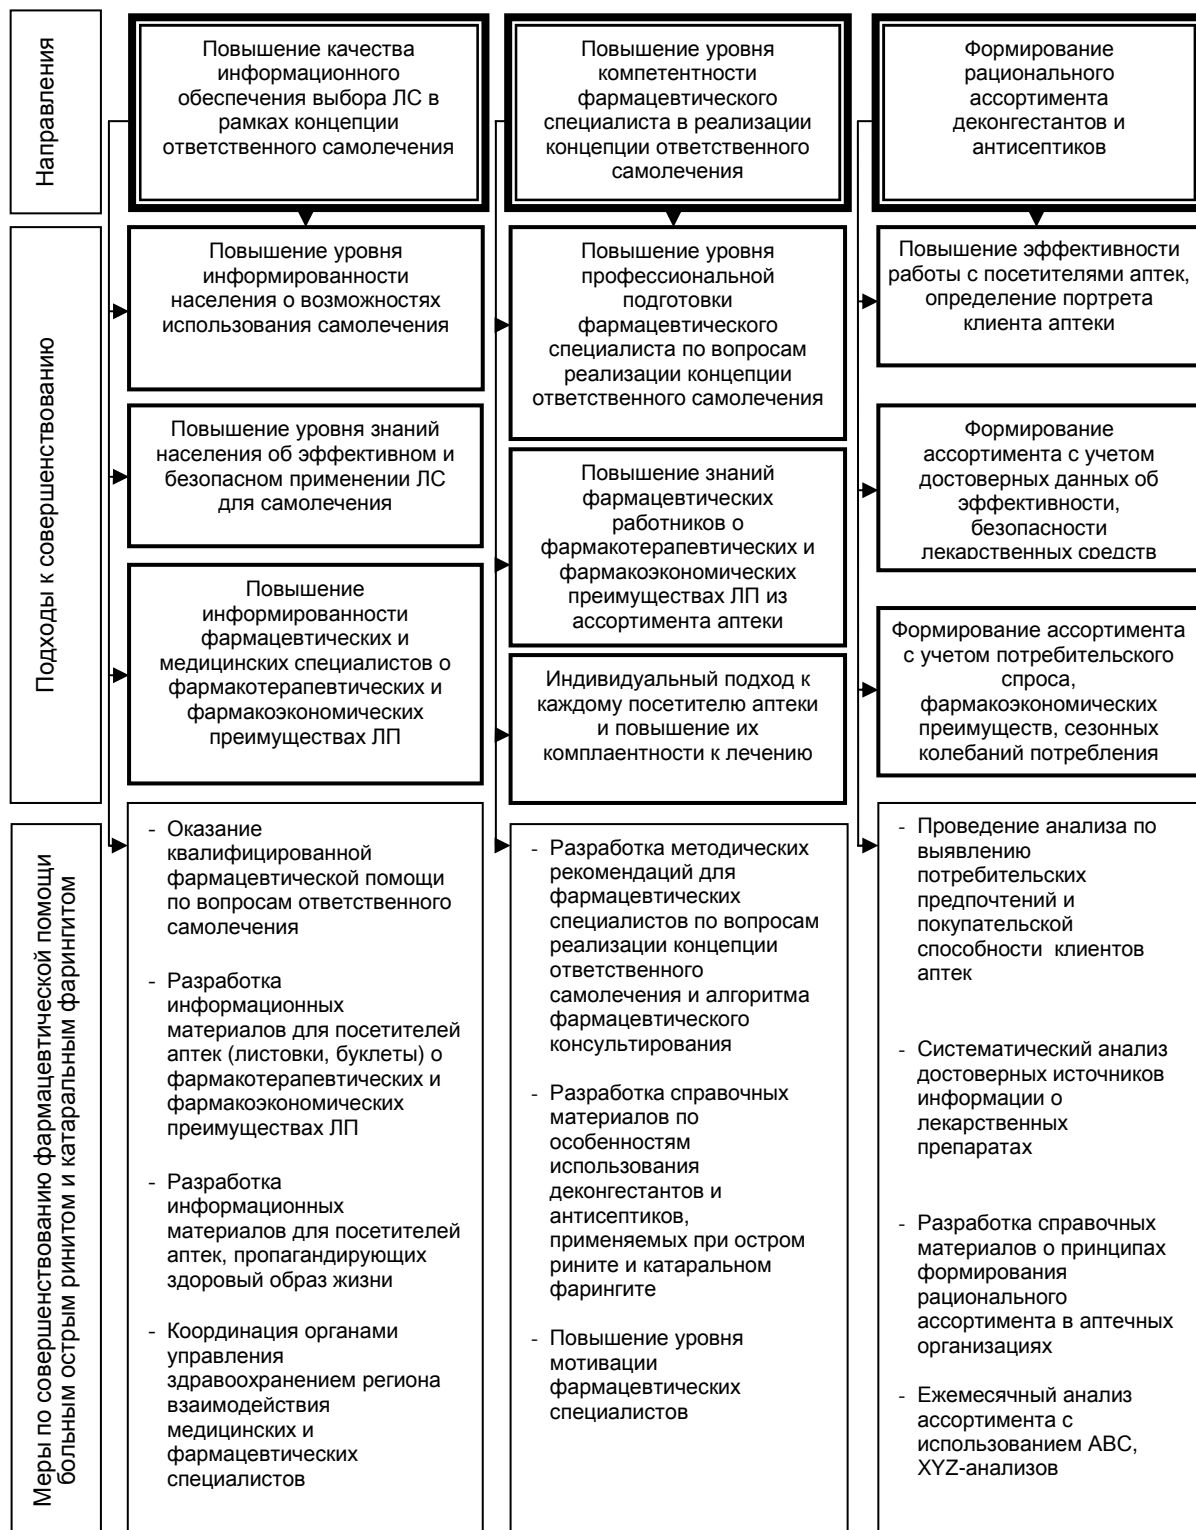 Направления
Повышение качества
информационного
обеспечения выбора ЛС в
рамках концепции
ответственного самолечения
Повышение уровня
компетентности
фармацевтического
специалиста в реализации
концепции ответственного
самолечения
Формирование
рационального
ассортимента
деконгестантов и
антисептиков
Подходы к совершенствованию
Повышение уровня
информированности
населения о возможностях
использования самолечения
Повышение уровня знаний
населения об эффективном и
безопасном применении ЛС
для самолечения
Повышение
информированности
фармацевтических и
медицинских специалистов о
фармакотерапевтических и
фармакоэкономических
преимуществах ЛП
Повышение уровня
профессиональной
подготовки
фармацевтического
специалиста по вопросам
реализации концепции
ответственного самолечения
Повышение знаний
фармацевтических
работников о
фармакотерапевтических и
фармакоэкономических
преимуществах ЛП из
ассортимента аптеки
Индивидуальный подход к
каждому посетителю аптеки
и повышение их
комплаентности к лечению
Повышение эффективности
работы с посетителями аптек,
определение портрета
клиента аптеки
Формирование
ассортимента с учетом
достоверных данных об
эффективности,
безопасности
лекарственных средств
Формирование ассортимента
с учетом потребительского
спроса,
фармакоэкономических
преимуществ, сезонных
колебаний потребления
Меры по совершенствованию фармацевтической помощи
больным острым ринитом и катаральным фарингитом
- Оказание
квалифицированной
фармацевтической помощи
по вопросам ответственного
самолечения
- Разработка
информационных
материалов для посетителей
аптек (листовки, буклеты) о
фармакотерапевтических и
фармакоэкономических
преимуществах ЛП
- Разработка
информационных
материалов для посетителей
аптек, пропагандирующих
здоровый образ жизни
- Координация органами
управления
здравоохранением региона
взаимодействия
медицинских и
фармацевтических
специалистов
- Разработка методических
рекомендаций для
фармацевтических
специалистов по вопросам
реализации концепции
ответственного
самолечения и алгоритма
фармацевтического
консультирования
- Разработка справочных
материалов по
особенностям
использования
деконгестантов и
антисептиков,
применяемых при остром
рините и катаральном
фарингите
- Повышение уровня
мотивации
фармацевтических
специалистов
- Проведение анализа по
выявлению
потребительских
предпочтений и
покупательской
способности клиентов
аптек
- Систематический анализ
достоверных источников
информации о
лекарственных
препаратах
- Разработка справочных
материалов о принципах
формирования
рационального
ассортимента в аптечных
организациях
- Ежемесячный анализ
ассортимента с
использованием ABC,
XYZ-анализов